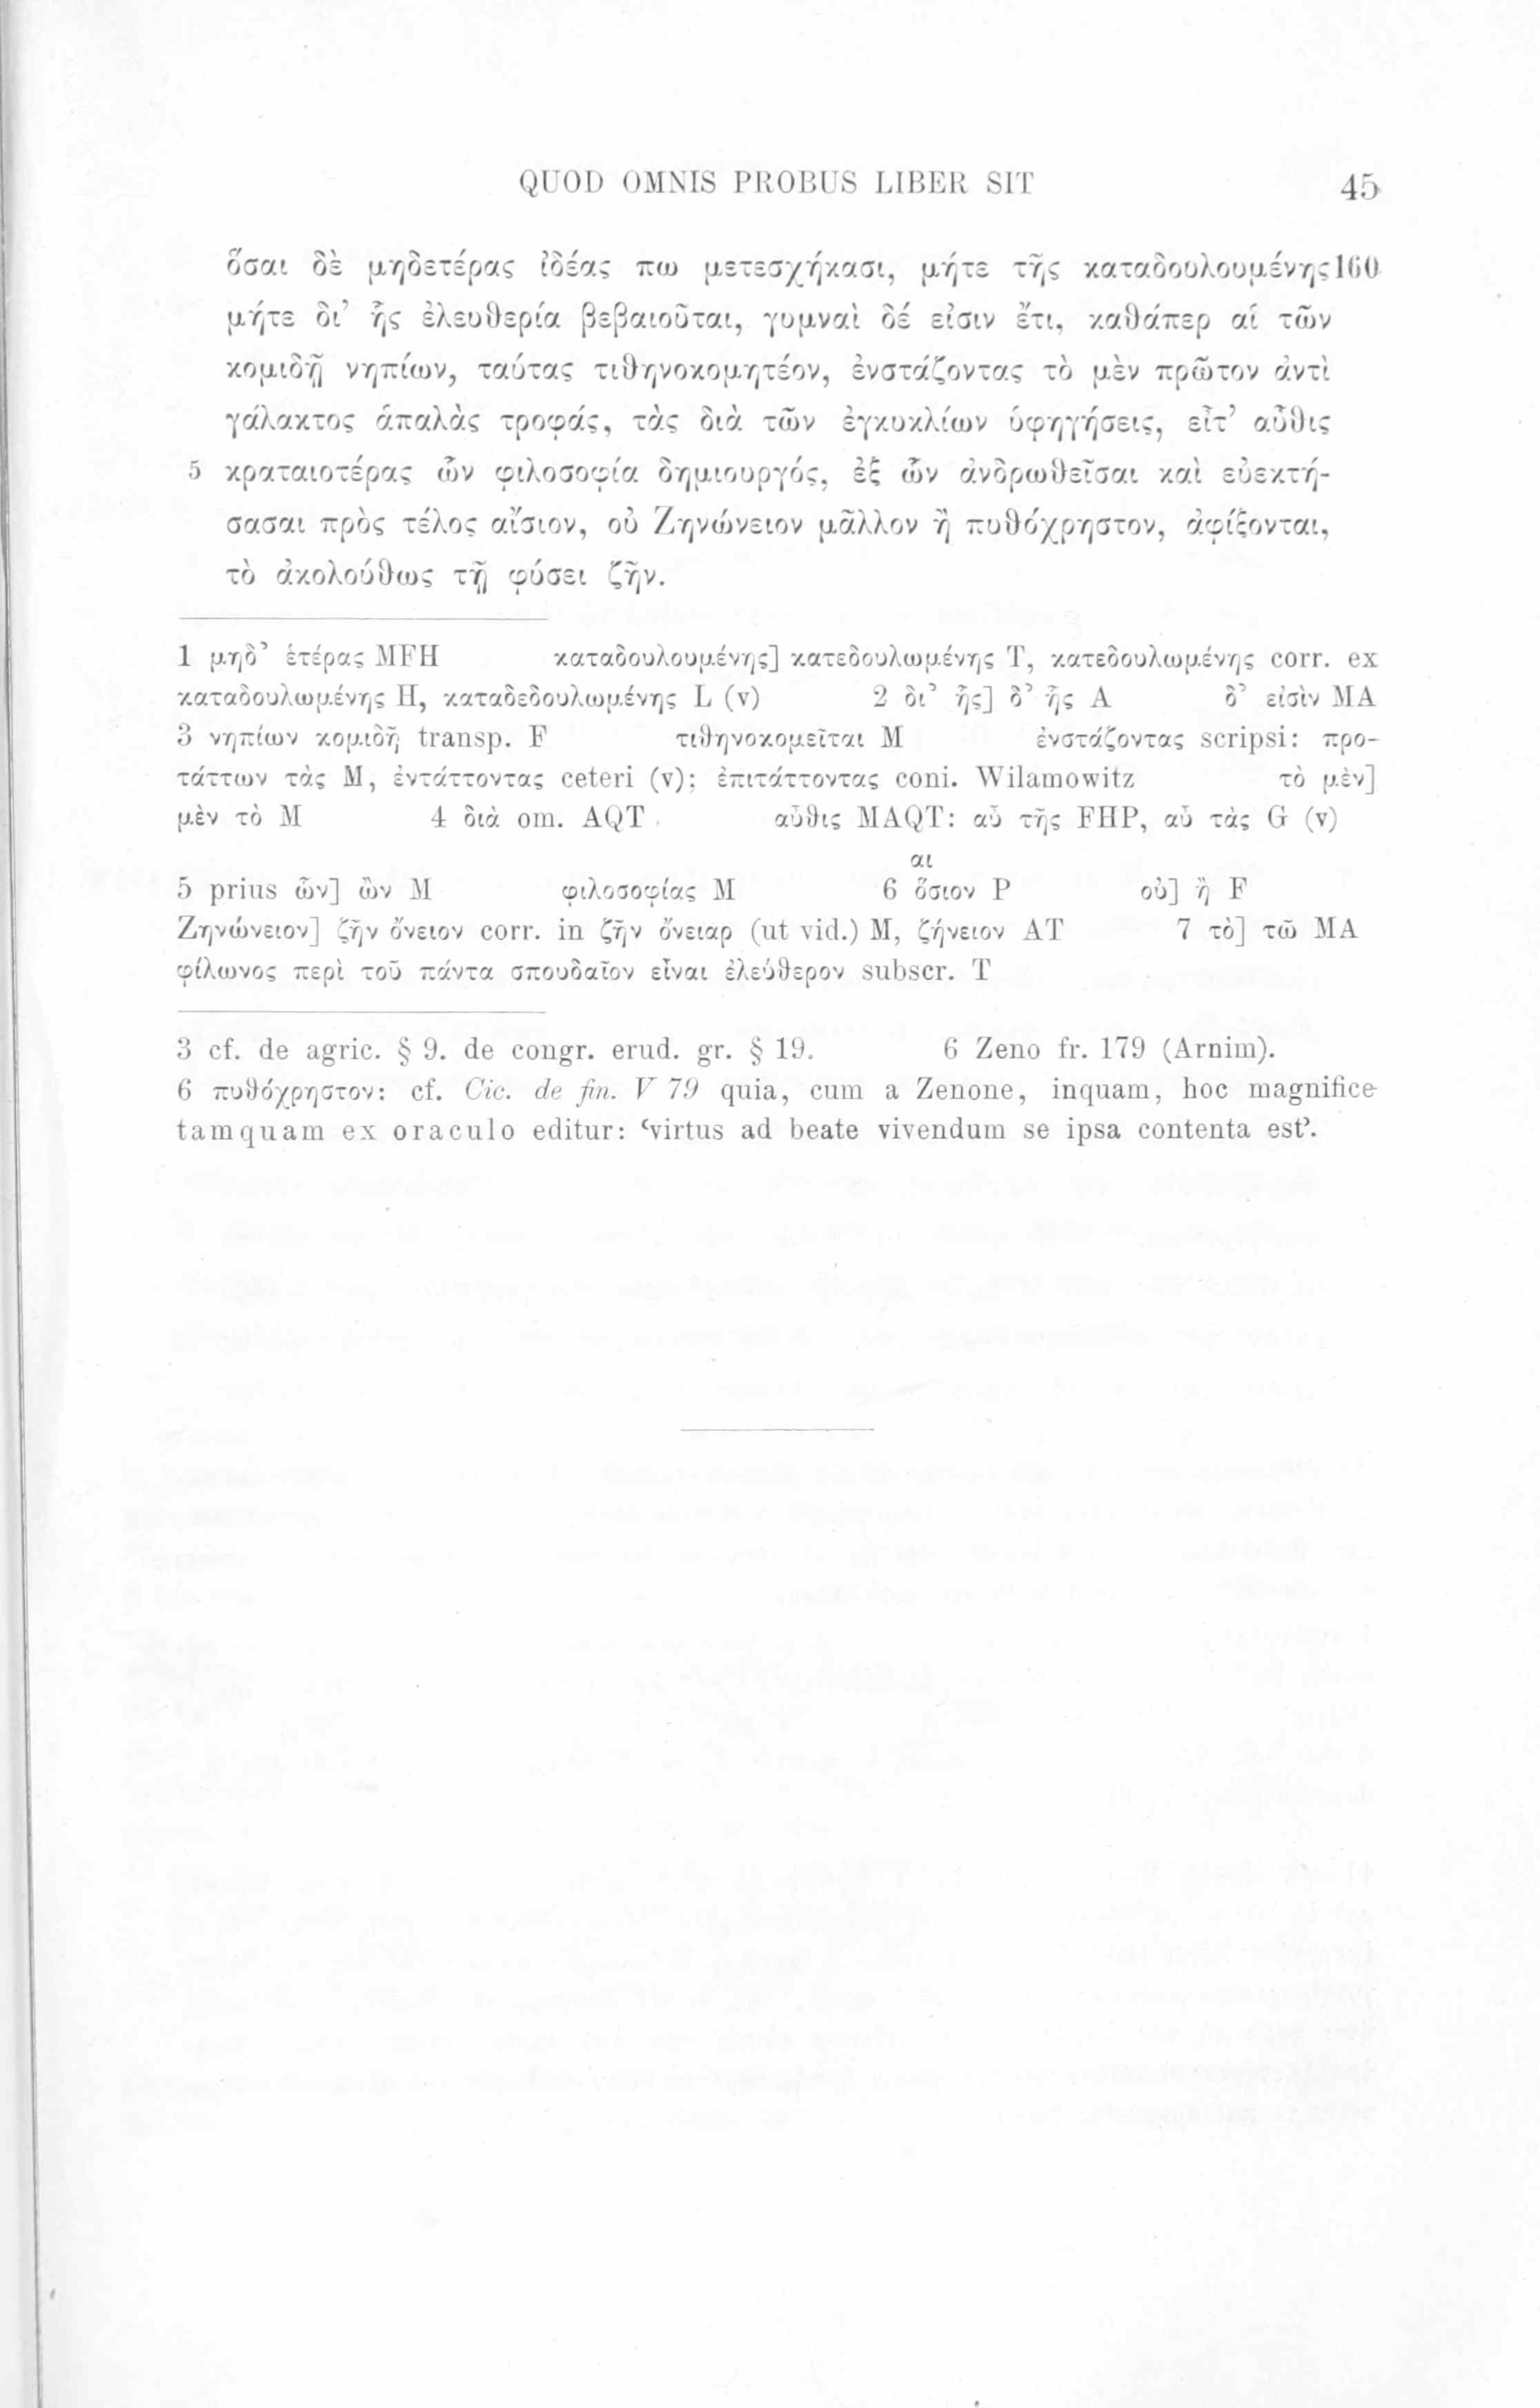 QUOD OMNIS PROBUS LIBER SIT 45
ὅσαι δὲ μηδετέρας ἰδέας πω μετεσχήκασι, μήτε τῆς καταδουλουμένης 160
μήτε δι’ ἧς ἐλευθερία βεβαιοῦται, γυμναὶ δέ εἰσιν ἔτι, καθάπερ αἱ τῶν
κομιδῇ νηπίων, ταύτας τιθηνοκομητέον, ἐνστάζοντας τὸ μὲν πρῶτον ἀντὶ
γάλακτος ἁπαλὰς τροφάς, τὰς διὰ τῶν ἐγκυκλίων ὑφηγήσεις, εἶτ’ αὖθις
5 κραταιοτέρας ὧν φιλοσοφία δημιουργός, ἐξ ὧν ἀνδρωθεῖσαι καὶ εὐεκτή-
σασαι πρὸς τέλος αἴσιον, οὐ Ζηνώνειον μᾶλλον ἢ πυθόχρηστον, ἀφίξονται,
τὸ ἀκολούθως τῇ φύσει ζῆν.
1 μηδ’ ἑτέρας MFH καταδουλουμένης] κατεδουλωμένης T, κατεδουλωμένης corr. ex
καταδουλωμένης H, καταδεδουλωμένης L (v) 2 δι’ ἧς] δ’ ἧς A δ’ εἰσὶν MA
3 νηπίων κομιδῇ transp. F τιθηνοκομεῖται M ἐνστάζοντας scripsi: προ-
τάττων τὰς M, ἐντάττοντας ceteri (v); ἐπιτάττοντας coni. Wilamowitz τὸ μὲν]
μὲν τὸ M 4 διὰ om. AQT αὖθις MAQT: αὖ τῆς FHP, αὖ τὰς G (v)
αι
5 prius ὧν] ὢν M φιλοσοφίας M 6 ὅσιον P οὐ] ἢ F
Ζηνώνειον] ζῆν ὄνειον corr. in ζῆν ὄνειαρ (ut vid.) M, ζήνειον AT 7 τὸ] τῶ MA
φίλωνος περὶ τοῦ πάντα σπουδαῖον εἶναι ἐλεύθερον subscr. T
3 cf. de agric. § 9. de congr. erud. gr. § 19. 6 Zeno fr. 179 (Arnim).
6 πυθόχρηστον: cf. Cic. de fin. V 79 quia, cum a Zenone, inquam, hoc magnifice
tamquam ex oraculo editur: ‘virtus ad beate vivendum se ipsa contenta est’.